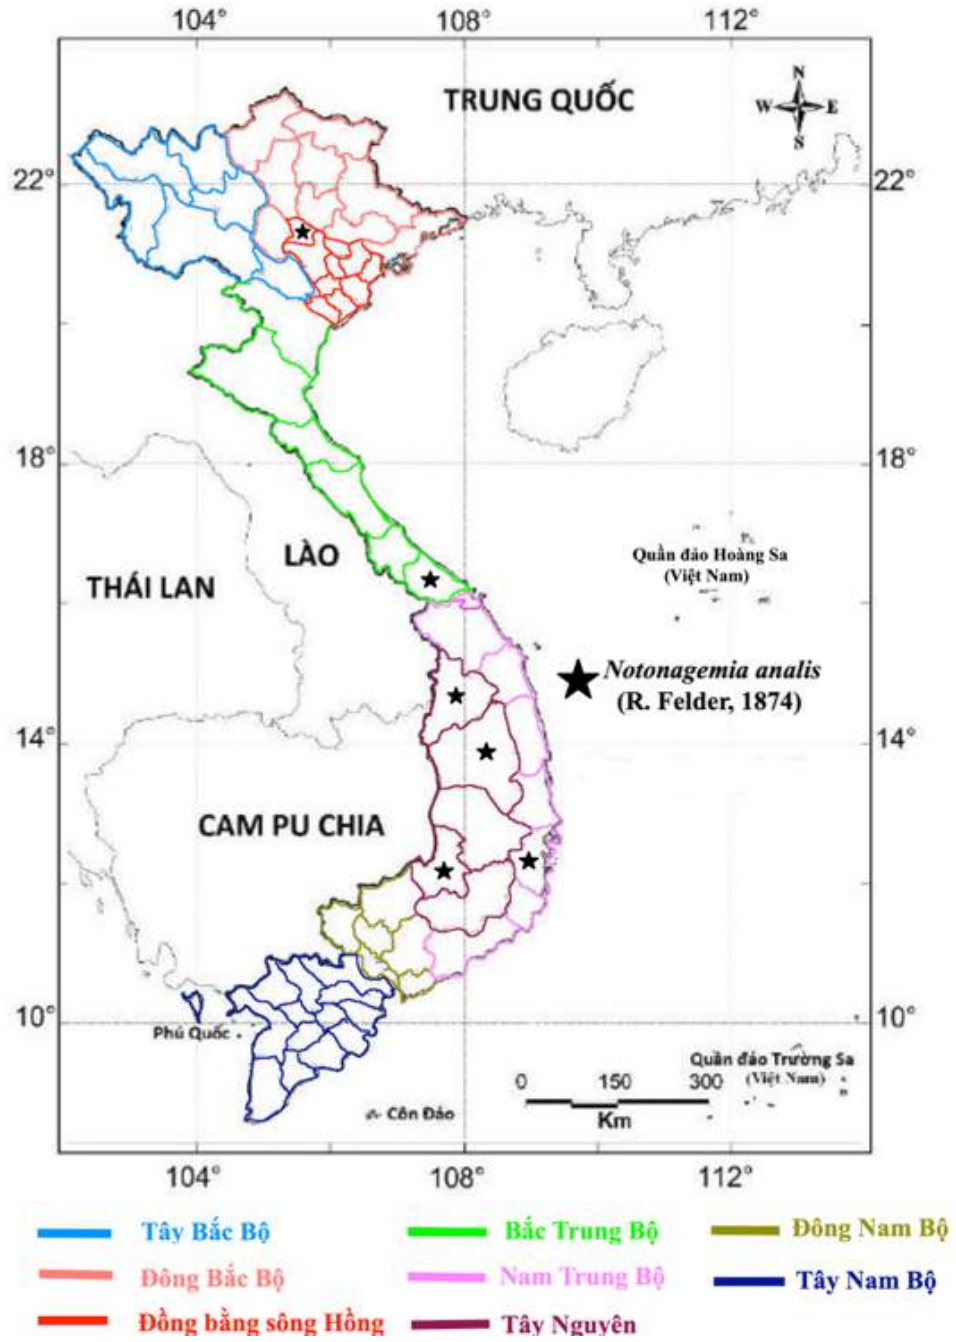 104° 108° 112°
N
TRUNG QUỐC
W E
S
22° 22°
18° 18°
LÀO
Quần đảo Hoàng Sa
(Việt Nam)
THÁI LAN
Notonagemia analis
(R. Felder, 1874)
14° 14°
CAM PU CHIA
10° 10°
Phú Quốc
Quần đảo Trường Sa
(Việt Nam)
0 150 300
Km
Côn Đảo
104° 108° 112°
Tây Bắc Bộ Bắc Trung Bộ Đông Nam Bộ
Đông Bắc Bộ Nam Trung Bộ Tây Nam Bộ
Đồng bằng sông Hồng Tây Nguyên